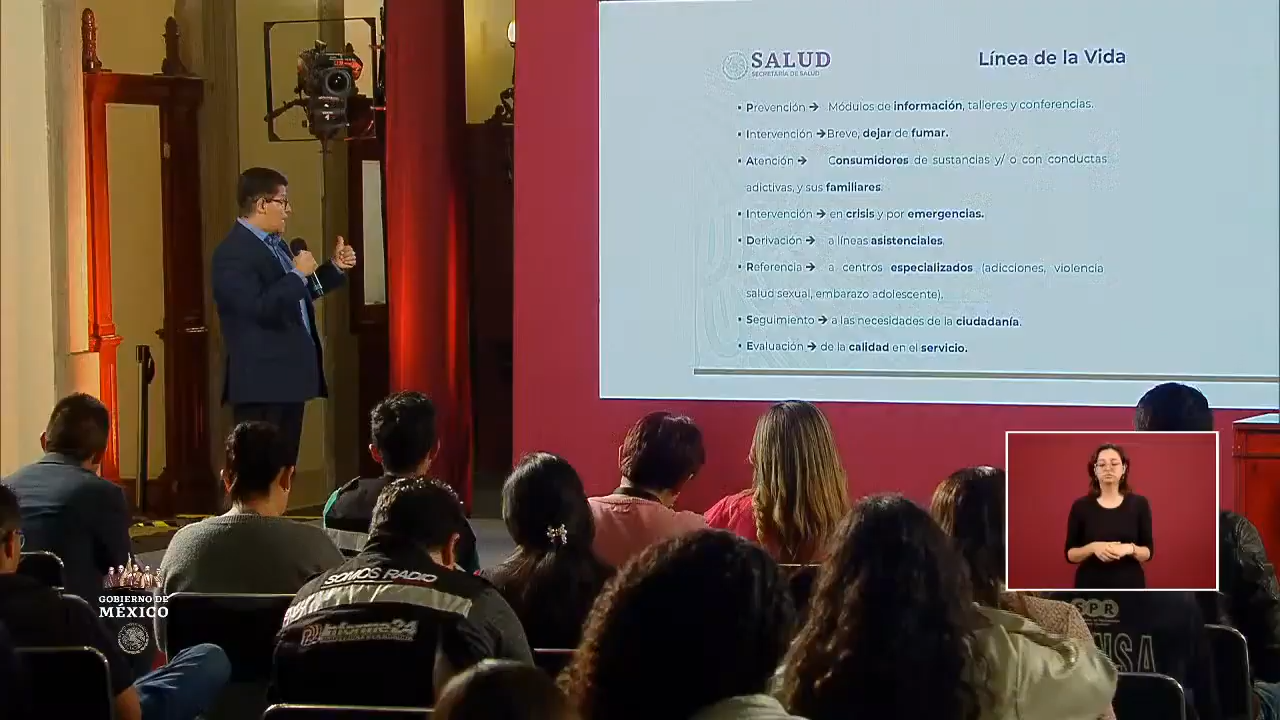 SALUD
SECRETARÍA DE SALUD
Línea de la Vida
▪ Prevención ➔ Módulos de información, talleres y conferencias.
▪ Intervención ➔Breve, dejar de fumar.
▪ Atención ➔ Consumidores de sustancias y/ o con conductas
adictivas, y sus familiares.
▪ Intervención ➔ en crisis y por emergencias.
▪ Derivación ➔ a líneas asistenciales.
▪ Referencia ➔ a centros especializados (adicciones, violencia
salud sexual, embarazo adolescente).
▪ Seguimiento ➔ a las necesidades de la ciudadanía.
▪ Evaluación ➔ de la calidad en el servicio.
SOMOS RADIO
Informe24
GOBIERNO DE
MÉXICO
SPR
NSA